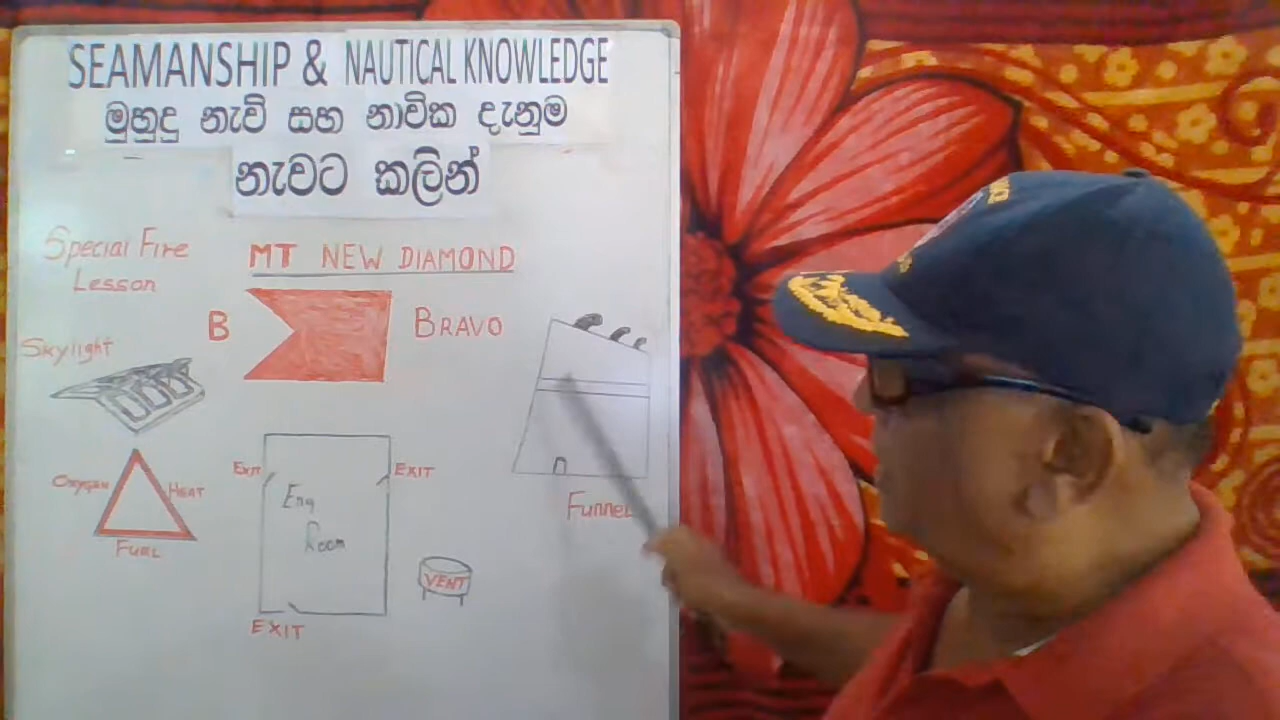 SEAMANSHIP & NAUTICAL KNOWLEDGE
මුහුදු නැවි සහ නාවික දැනුම
නැවට කලින්
Special Fire
Lesson
MT NEW DIAMOND
B
BRAVO
Skylight
OXYGEN
HEAT
FUEL
EXIT
EXIT
Eng
Room
EXIT
VENT
Funnel